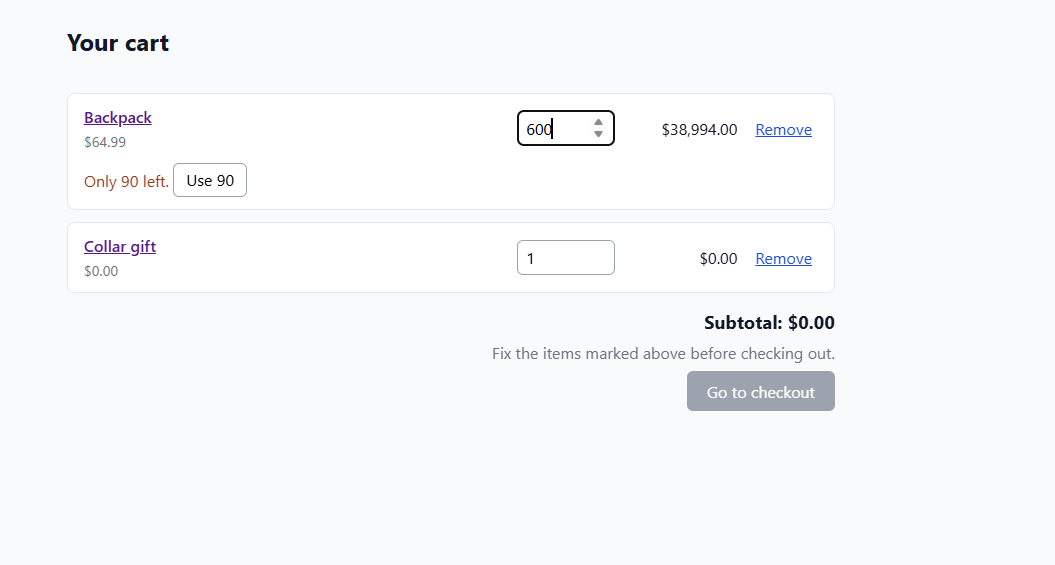 Your cart
Backpack
$64.99
600
$38,994.00
Remove
Only 90 left.
Use 90
Collar gift
$0.00
1
$0.00
Remove
Subtotal: $0.00
Fix the items marked above before checking out.
Go to checkout